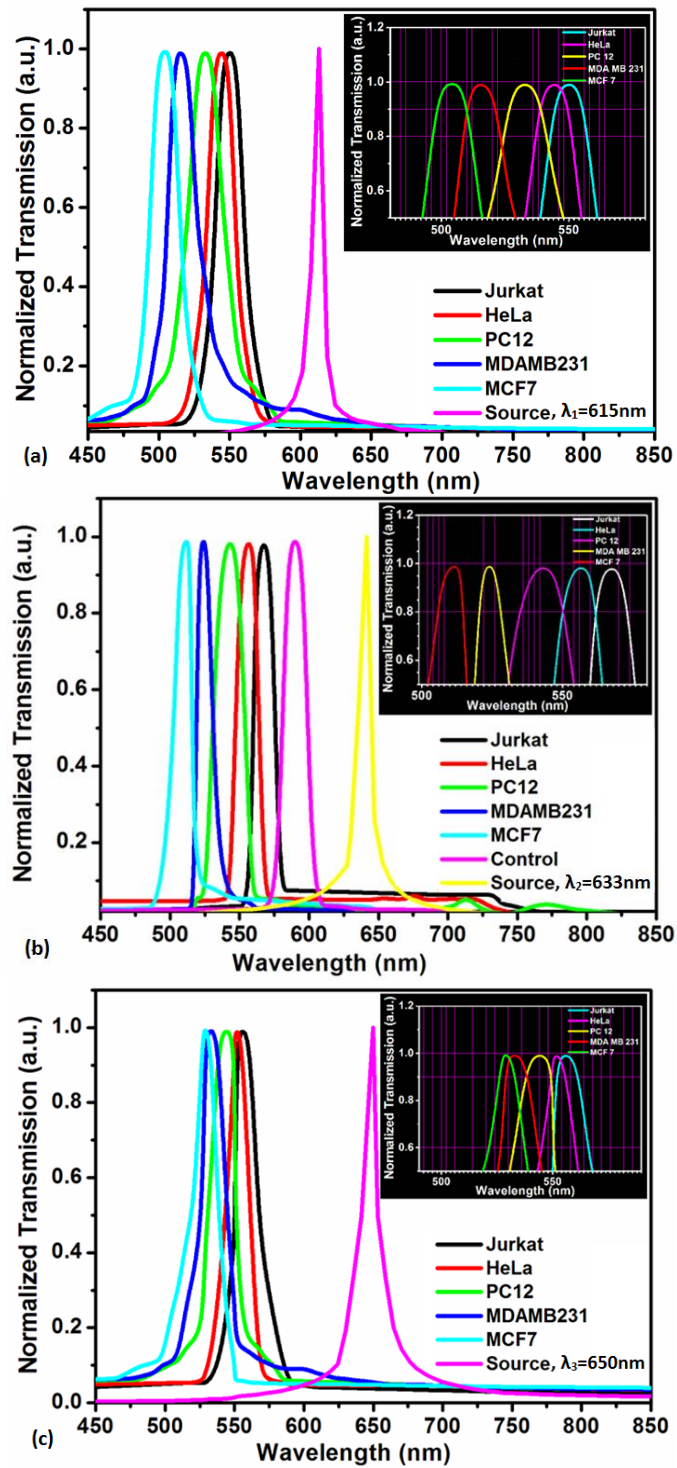 Normalized Transmission (a.u.)
1.0
0.8
0.6
0.4
0.2
450 500 550 600 650 700 750 800 850
Wavelength (nm)
(a)
Jurkat
HeLa
PC12
MDAMB231
MCF7
Source, λ₁=615nm
Normalized Transmission (a.u.)
1.2
1.0
0.8
0.6
500 550
Wavelength (nm)
Jurkat
HeLa
PC 12
MDA MB 231
MCF 7
Normalized Transmission (a.u.)
1.0
0.8
0.6
0.4
0.2
450 500 550 600 650 700 750 800 850
Wavelength (nm)
(b)
Jurkat
HeLa
PC12
MDAMB231
MCF7
Control
Source, λ₂=633nm
Normalized Transmission (a.u.)
1.2
1.0
0.8
0.6
500 550
Wavelength (nm)
Jurkat
HeLa
PC 12
MDA MB 231
MCF 7
Normalized Transmission (a.u.)
1.0
0.8
0.6
0.4
0.2
0.0
450 500 550 600 650 700 750 800 850
Wavelength (nm)
(c)
Jurkat
HeLa
PC12
MDAMB231
MCF7
Source, λ₃=650nm
Normalized Transmission (a.u.)
1.2
1.0
0.8
0.6
500 550
Wavelength (nm)
Jurkat
HeLa
PC 12
MDA MB 231
MCF 7